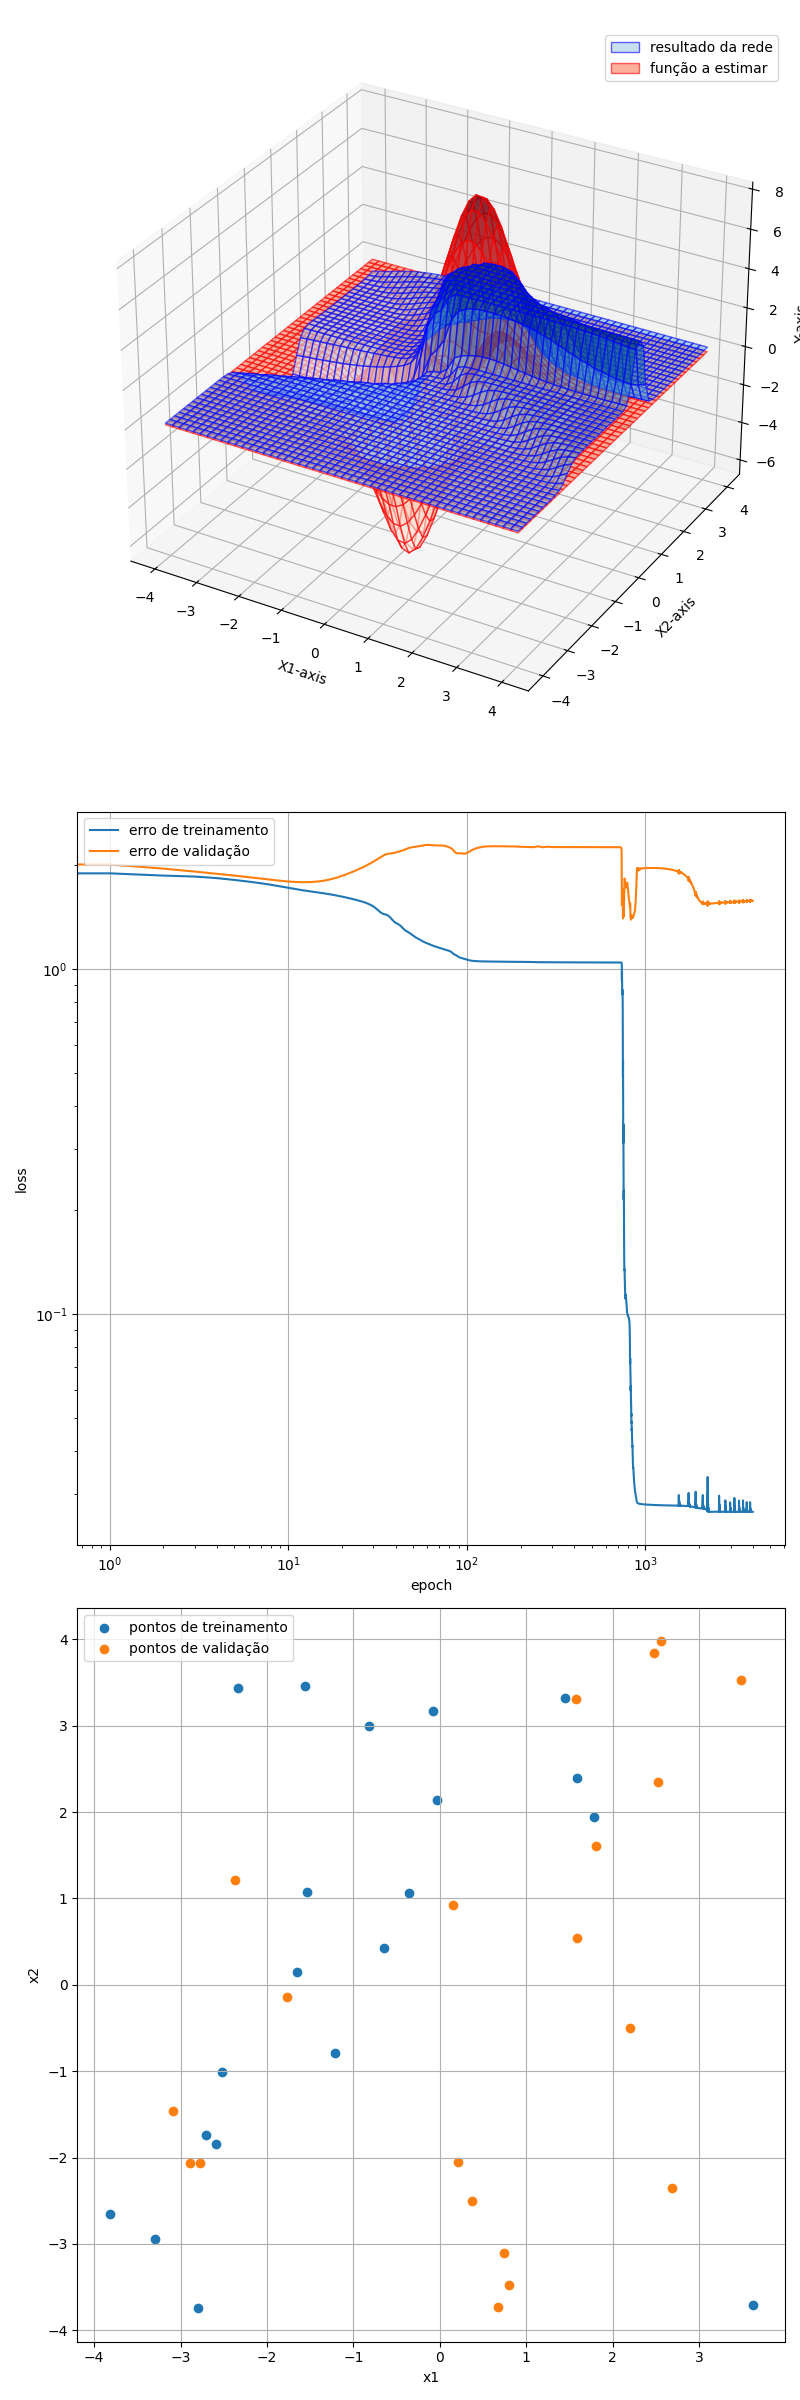 resultado da rede
função a estimar
8
6
4
2
0
−2
−4
−6
4
3
2
1
0
−1
−2
−3
−4
X2-axis
−4
−3
−2
−1
0
1
2
3
4
X1-axis
erro de treinamento
erro de validação
10⁰
10⁻¹
loss
10⁰ 10¹ 10² 10³
epoch
pontos de treinamento
pontos de validação
4
3
2
1
0
−1
−2
−3
−4
x2
−4 −3 −2 −1 0 1 2 3
x1